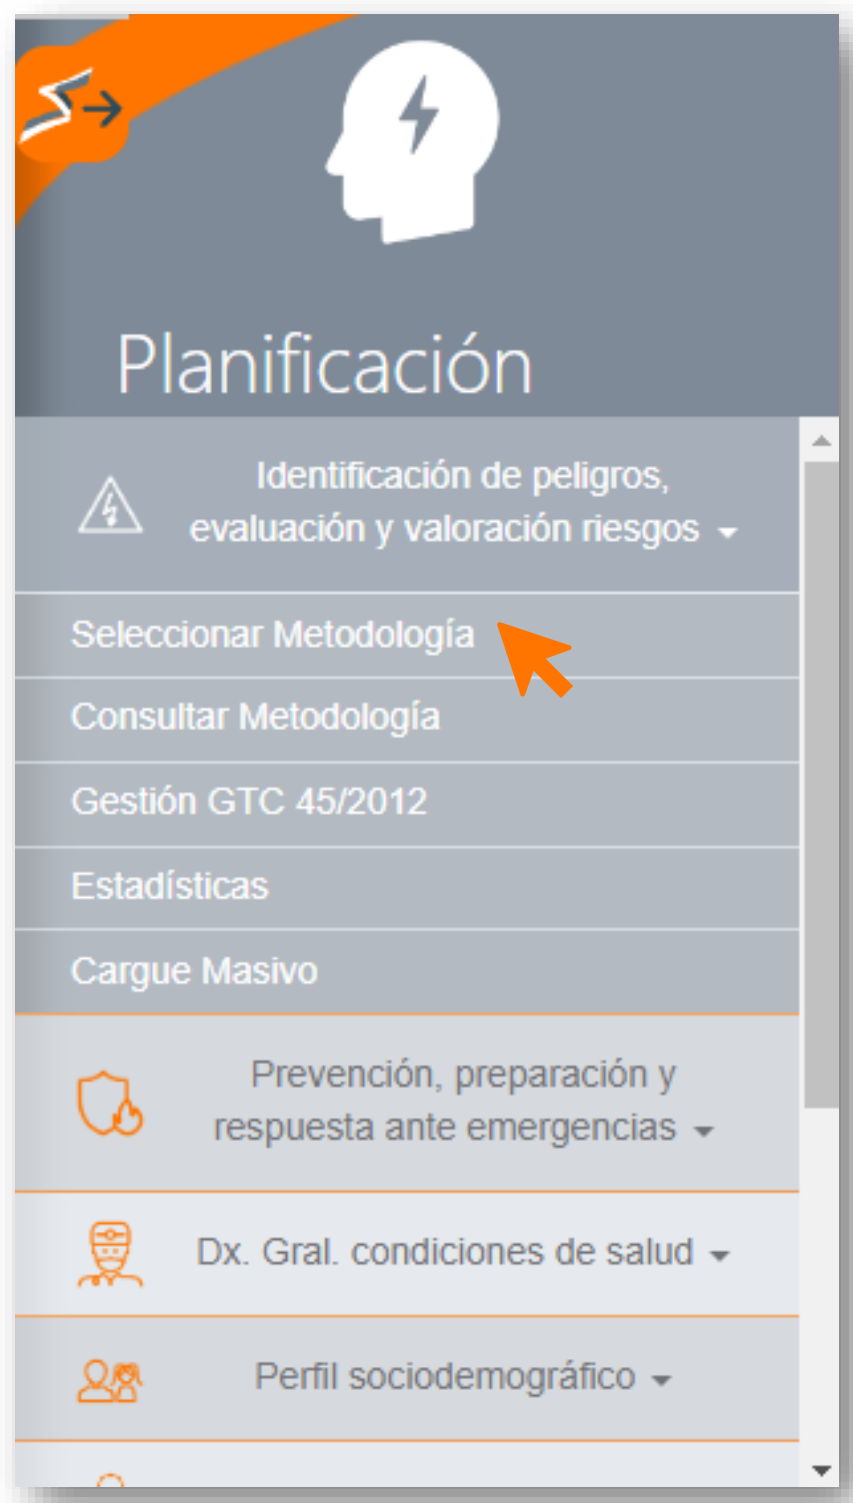 Planificación
Identificación de peligros,
evaluación y valoración riesgos
Seleccionar Metodología
Consultar Metodología
Gestión GTC 45/2012
Estadísticas
Cargue Masivo
Prevención, preparación y
respuesta ante emergencias
Dx. Gral. condiciones de salud
Perfil sociodemográfico